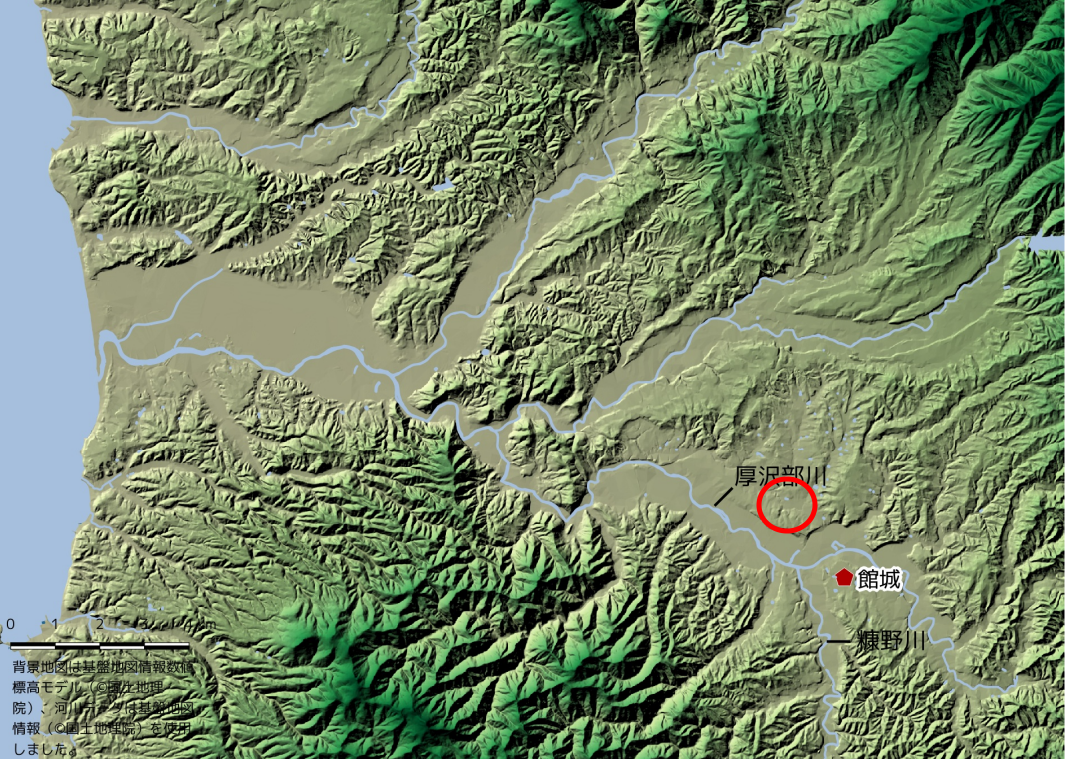 厚沢部川
館城
糠野川
0 1 2 3 4 km
背景地図は基盤地図情報数値
標高モデル（©国土地理
院）、河川データは基盤地図
情報（©国土地理院）を使用
しました。